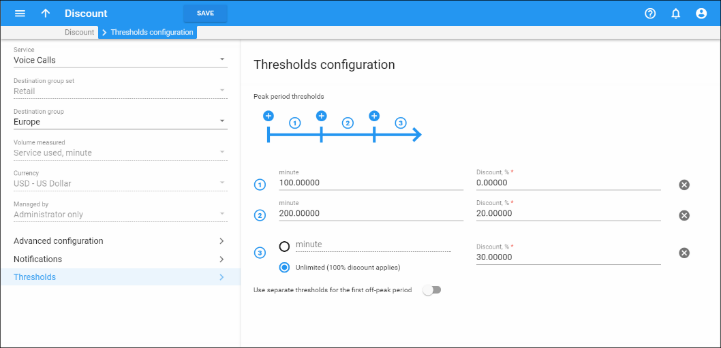 Discount
SAVE
Discount
Thresholds configuration
Service
Voice Calls
Destination group set
Retail
Destination group
Europe
Volume measured
Service used, minute
Currency
USD - US Dollar
Managed by
Administrator only
Advanced configuration
Notifications
Thresholds
Thresholds configuration
Peak period thresholds
1 2 3
minute Discount, % *
1 100.00000 0.00000
minute Discount, % *
2 200.00000 20.00000
3 minute Discount, % *
30.00000
Unlimited (100% discount applies)
Use separate thresholds for the first off-peak period